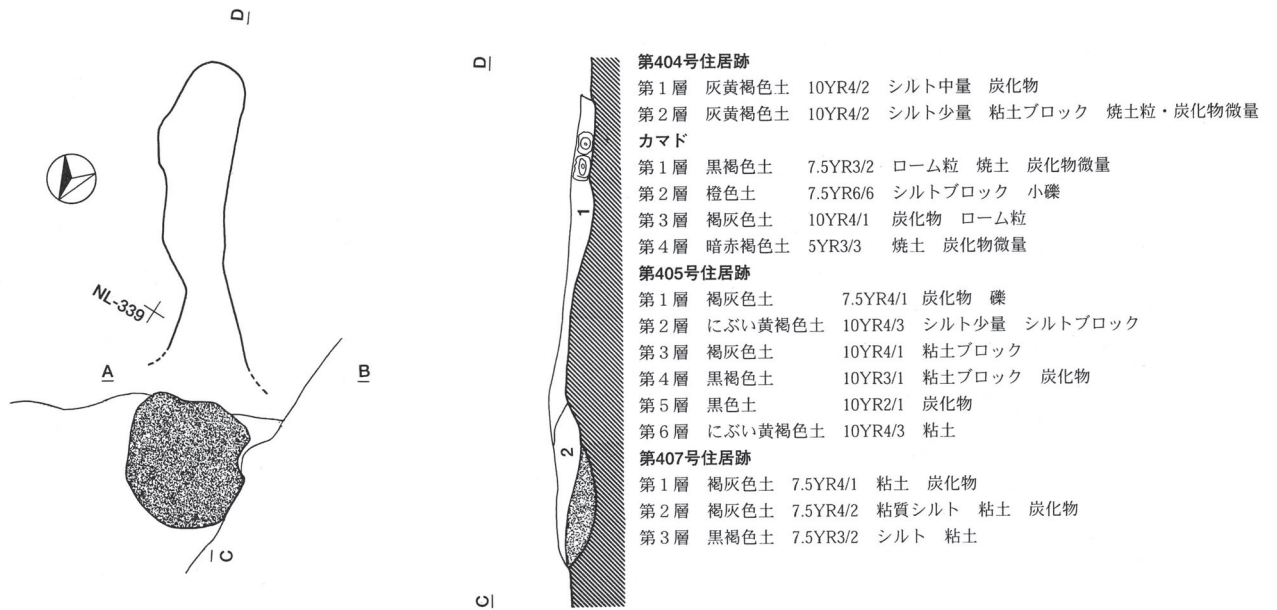 D
NL-339
A
B
C
D
1
2
C
第404号住居跡
第1層 灰黄褐色土 10YR4/2 シルト中量 炭化物
第2層 灰黄褐色土 10YR4/2 シルト少量 粘土ブロック 焼土粒・炭化物微量
カマド
第1層 黒褐色土 7.5YR3/2 ローム粒 焼土 炭化物微量
第2層 橙色土 7.5YR6/6 シルトブロック 小礫
第3層 褐灰色土 10YR4/1 炭化物 ローム粒
第4層 暗赤褐色土 5YR3/3 焼土 炭化物微量
第405号住居跡
第1層 褐灰色土 7.5YR4/1 炭化物 礫
第2層 にぶい黄褐色土 10YR4/3 シルト少量 シルトブロック
第3層 褐灰色土 10YR4/1 粘土ブロック
第4層 黒褐色土 10YR3/1 粘土ブロック 炭化物
第5層 黒色土 10YR2/1 炭化物
第6層 にぶい黄褐色土 10YR4/3 粘土
第407号住居跡
第1層 褐灰色土 7.5YR4/1 粘土 炭化物
第2層 褐灰色土 7.5YR4/2 粘質シルト 粘土 炭化物
第3層 黒褐色土 7.5YR3/2 シルト 粘土